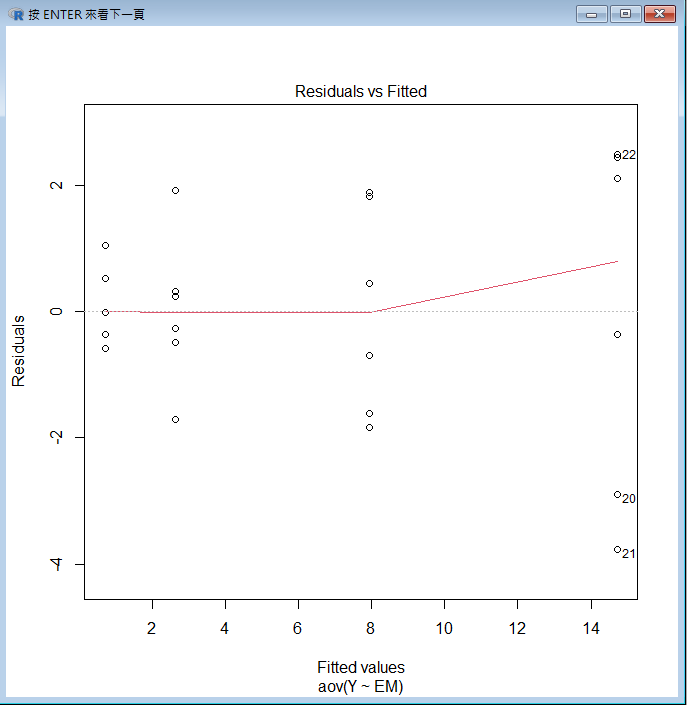 按 ENTER 來看下一頁
Residuals vs Fitted
22
2
0
Residuals
-2
20
21
-4
2 4 6 8 10 12 14
Fitted values
aov(Y ~ EM)